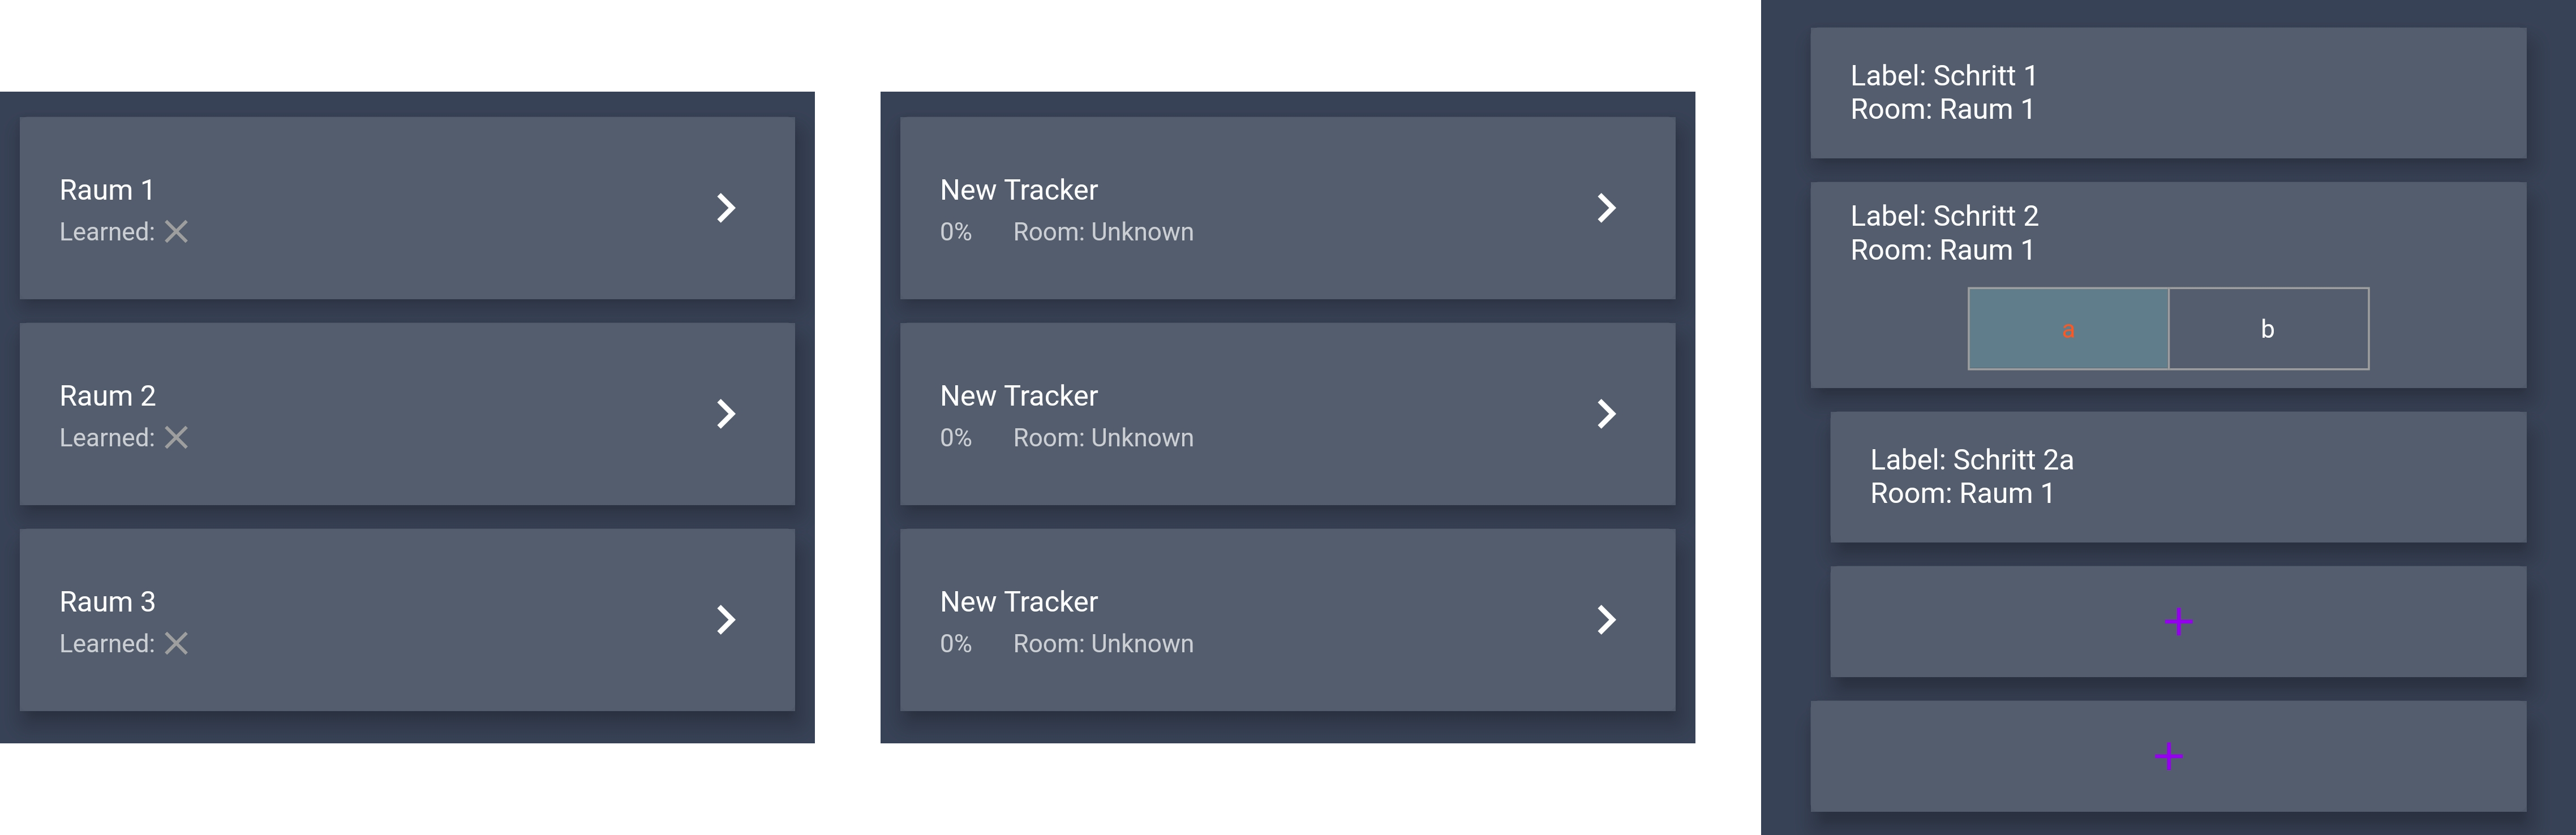 Raum 1
Learned:
Raum 2
Learned:
Raum 3
Learned:
New Tracker
0% Room: Unknown
New Tracker
0% Room: Unknown
New Tracker
0% Room: Unknown
Label: Schritt 1
Room: Raum 1
Label: Schritt 2
Room: Raum 1
a b
Label: Schritt 2a
Room: Raum 1